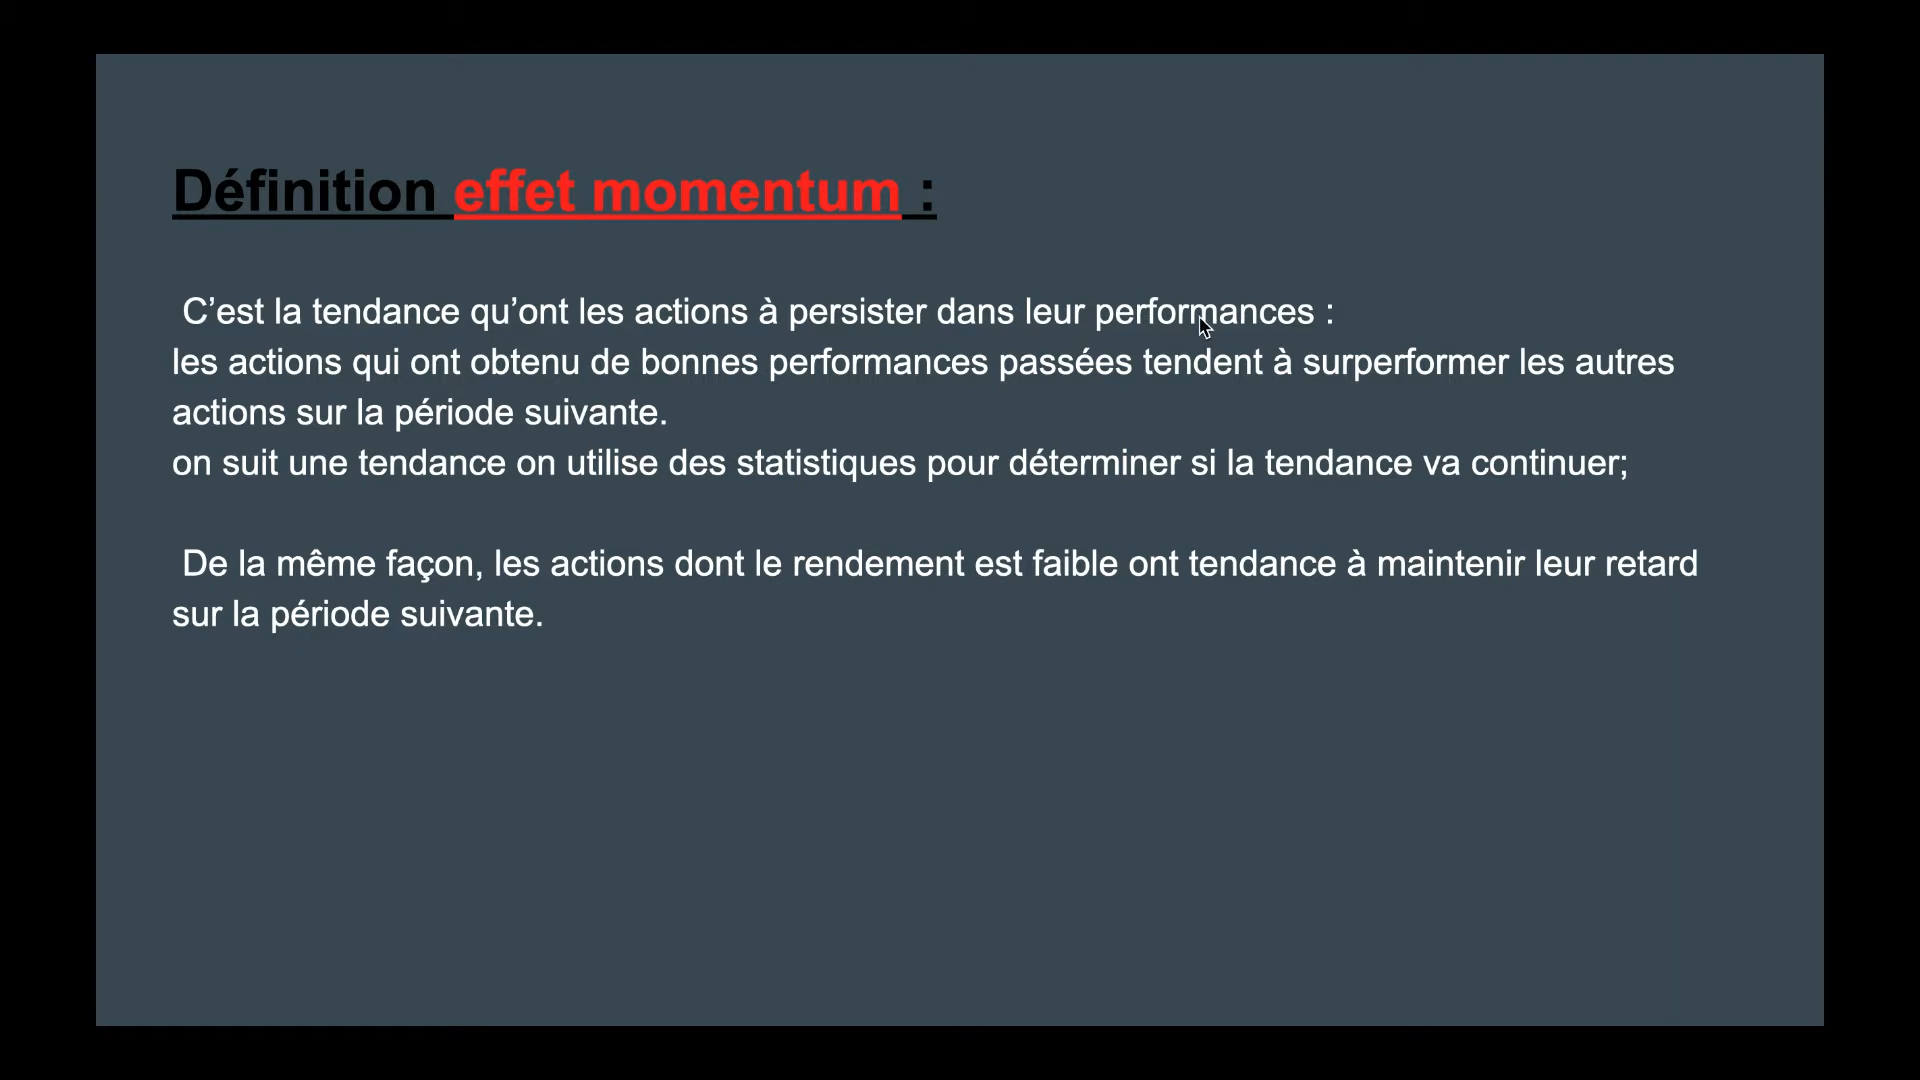 Définition effet momentum :
C’est la tendance qu’ont les actions à persister dans leur performances :
les actions qui ont obtenu de bonnes performances passées tendent à surperformer les autres
actions sur la période suivante.
on suit une tendance on utilise des statistiques pour déterminer si la tendance va continuer;
De la même façon, les actions dont le rendement est faible ont tendance à maintenir leur retard
sur la période suivante.